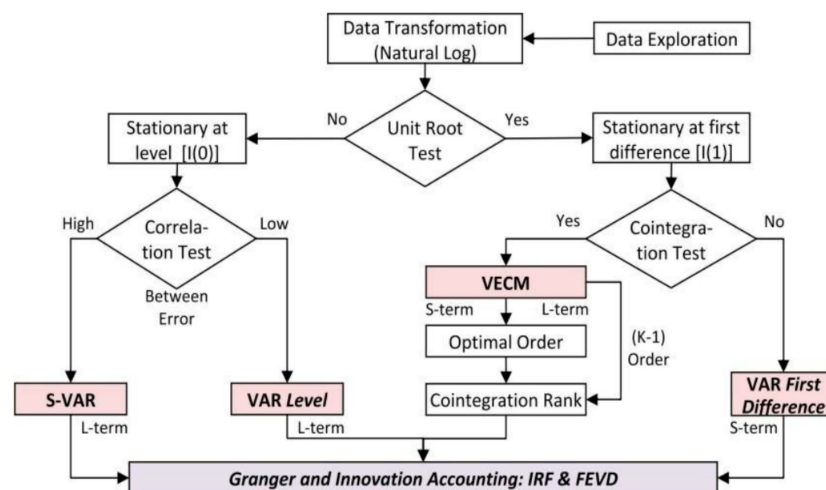 Data Transformation
(Natural Log)
Data Exploration
No
Unit Root
Test
Yes
Stationary at
level [I(0)]
Stationary at first
difference [I(1)]
High
Correla-
tion Test
Low
Between
Error
Yes
Cointegra-
tion Test
No
VECM
S-term
L-term
Optimal Order
(K-1)
Order
Cointegration Rank
S-VAR
L-term
VAR Level
L-term
VAR First
Difference
S-term
Granger and Innovation Accounting: IRF & FEVD